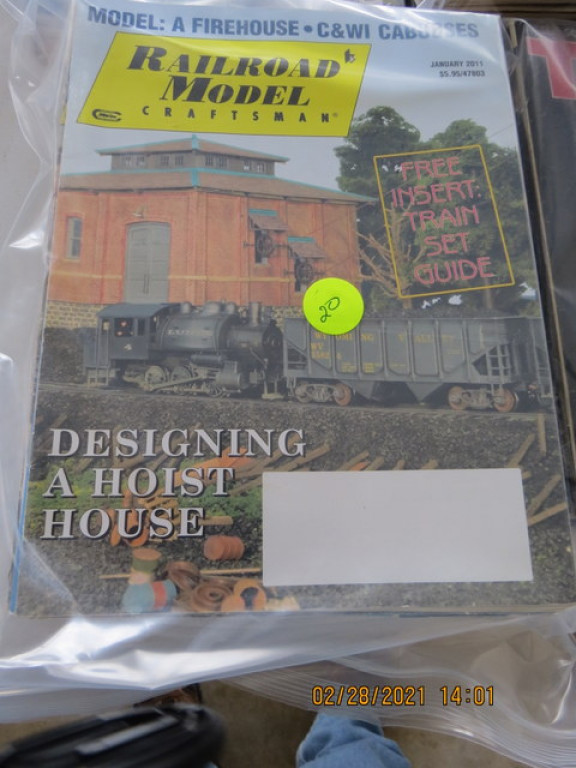 MODEL: A FIREHOUSE • C&WI CABOOSES
RAILROAD
MODEL
CRAFTSMAN
JANUARY 2011
$5.95/47803
FREE
INSERT:
TRAIN
SET
GUIDE
20
4
DESIGNING
A HOIST
HOUSE
02/28/2021 14:01